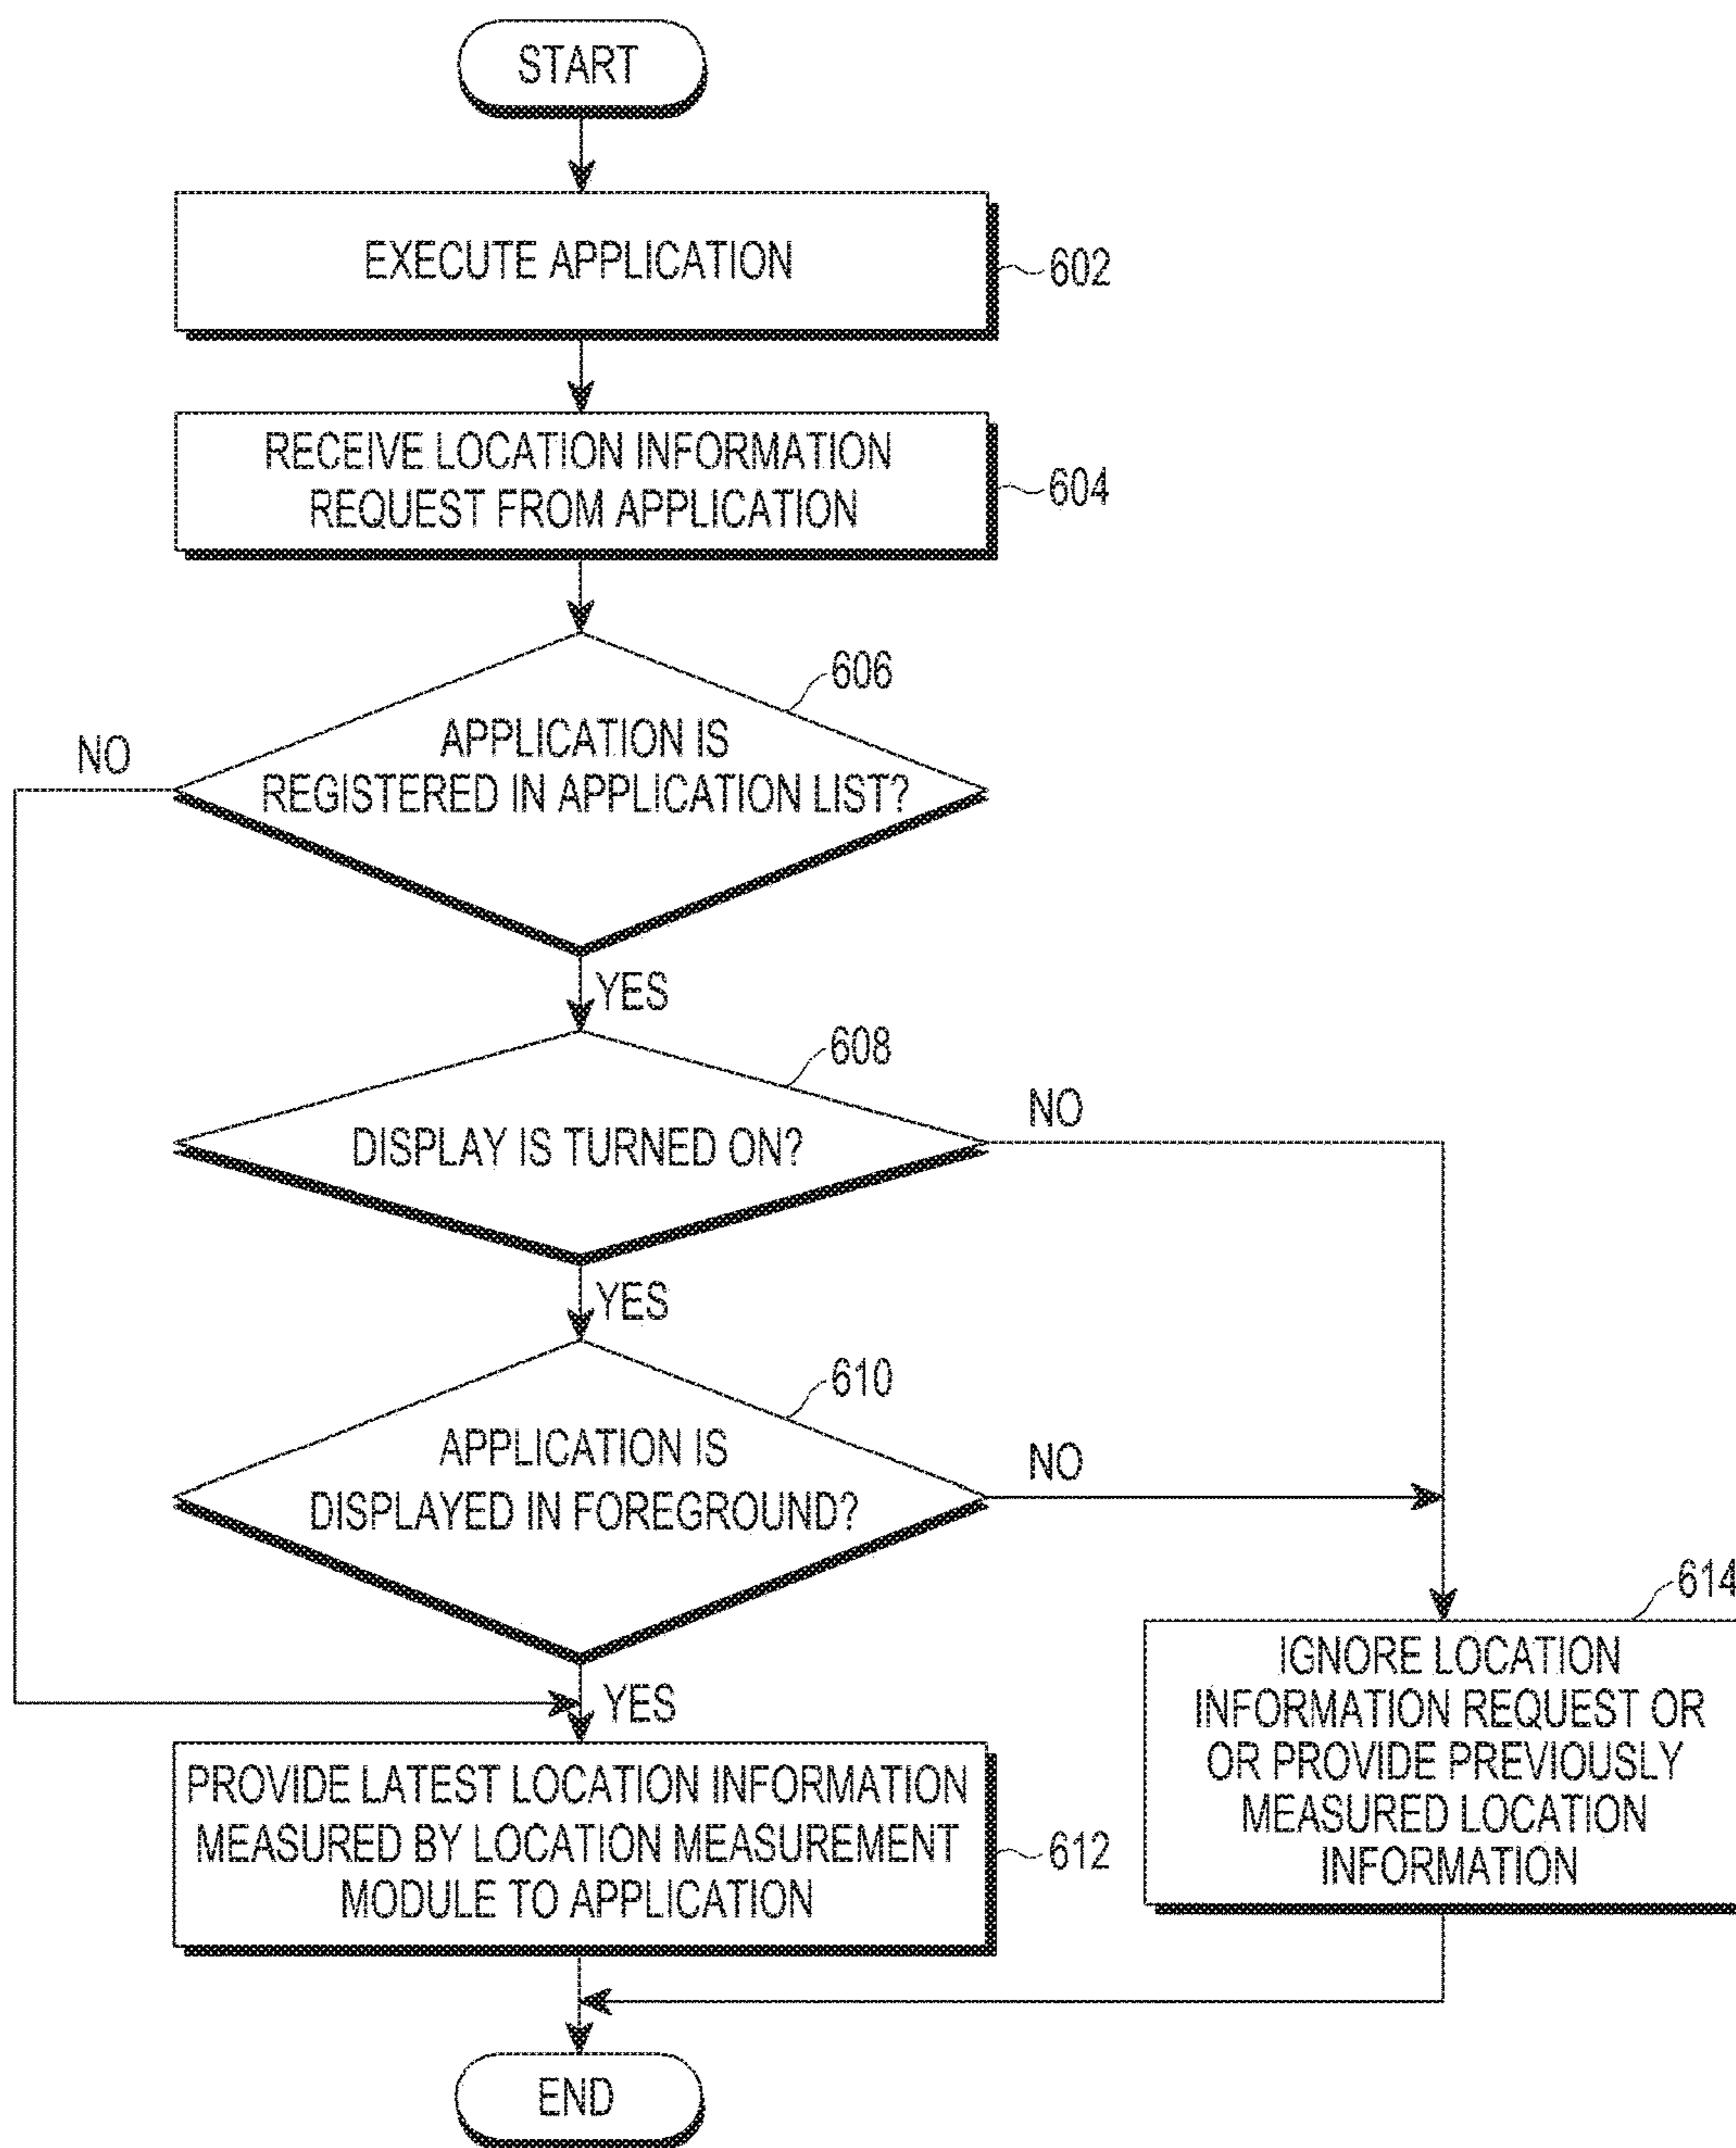 START
EXECUTE APPLICATION
602
RECEIVE LOCATION INFORMATION
REQUEST FROM APPLICATION
604
606
APPLICATION IS
REGISTERED IN APPLICATION LIST?
NO
YES
608
DISPLAY IS TURNED ON?
NO
YES
610
APPLICATION IS
DISPLAYED IN FOREGROUND?
NO
YES
614
IGNORE LOCATION
INFORMATION REQUEST OR
OR PROVIDE PREVIOUSLY
MEASURED LOCATION
INFORMATION
PROVIDE LATEST LOCATION INFORMATION
MEASURED BY LOCATION MEASUREMENT
MODULE TO APPLICATION
612
END